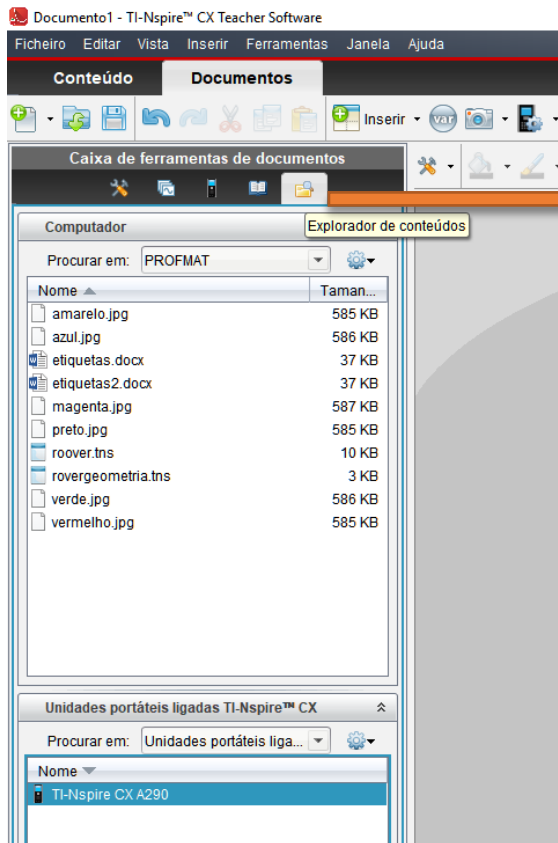 Documento1 - TI-Nspire™ CX Teacher Software
Ficheiro Editar Vista Inserir Ferramentas Janela Ajuda
Conteúdo Documentos
Inserir var
Caixa de ferramentas de documentos
Computador
Explorador de conteúdos
Procurar em: PROFMAT
Nome Taman...
amarelo.jpg 585 KB
azul.jpg 586 KB
etiquetas.docx 37 KB
etiquetas2.docx 37 KB
magenta.jpg 587 KB
preto.jpg 585 KB
roover.tns 10 KB
rovergeometria.tns 3 KB
verde.jpg 586 KB
vermelho.jpg 585 KB
Unidades portáteis ligadas TI-Nspire™ CX
Procurar em: Unidades portáteis liga...
Nome
TI-Nspire CX A290